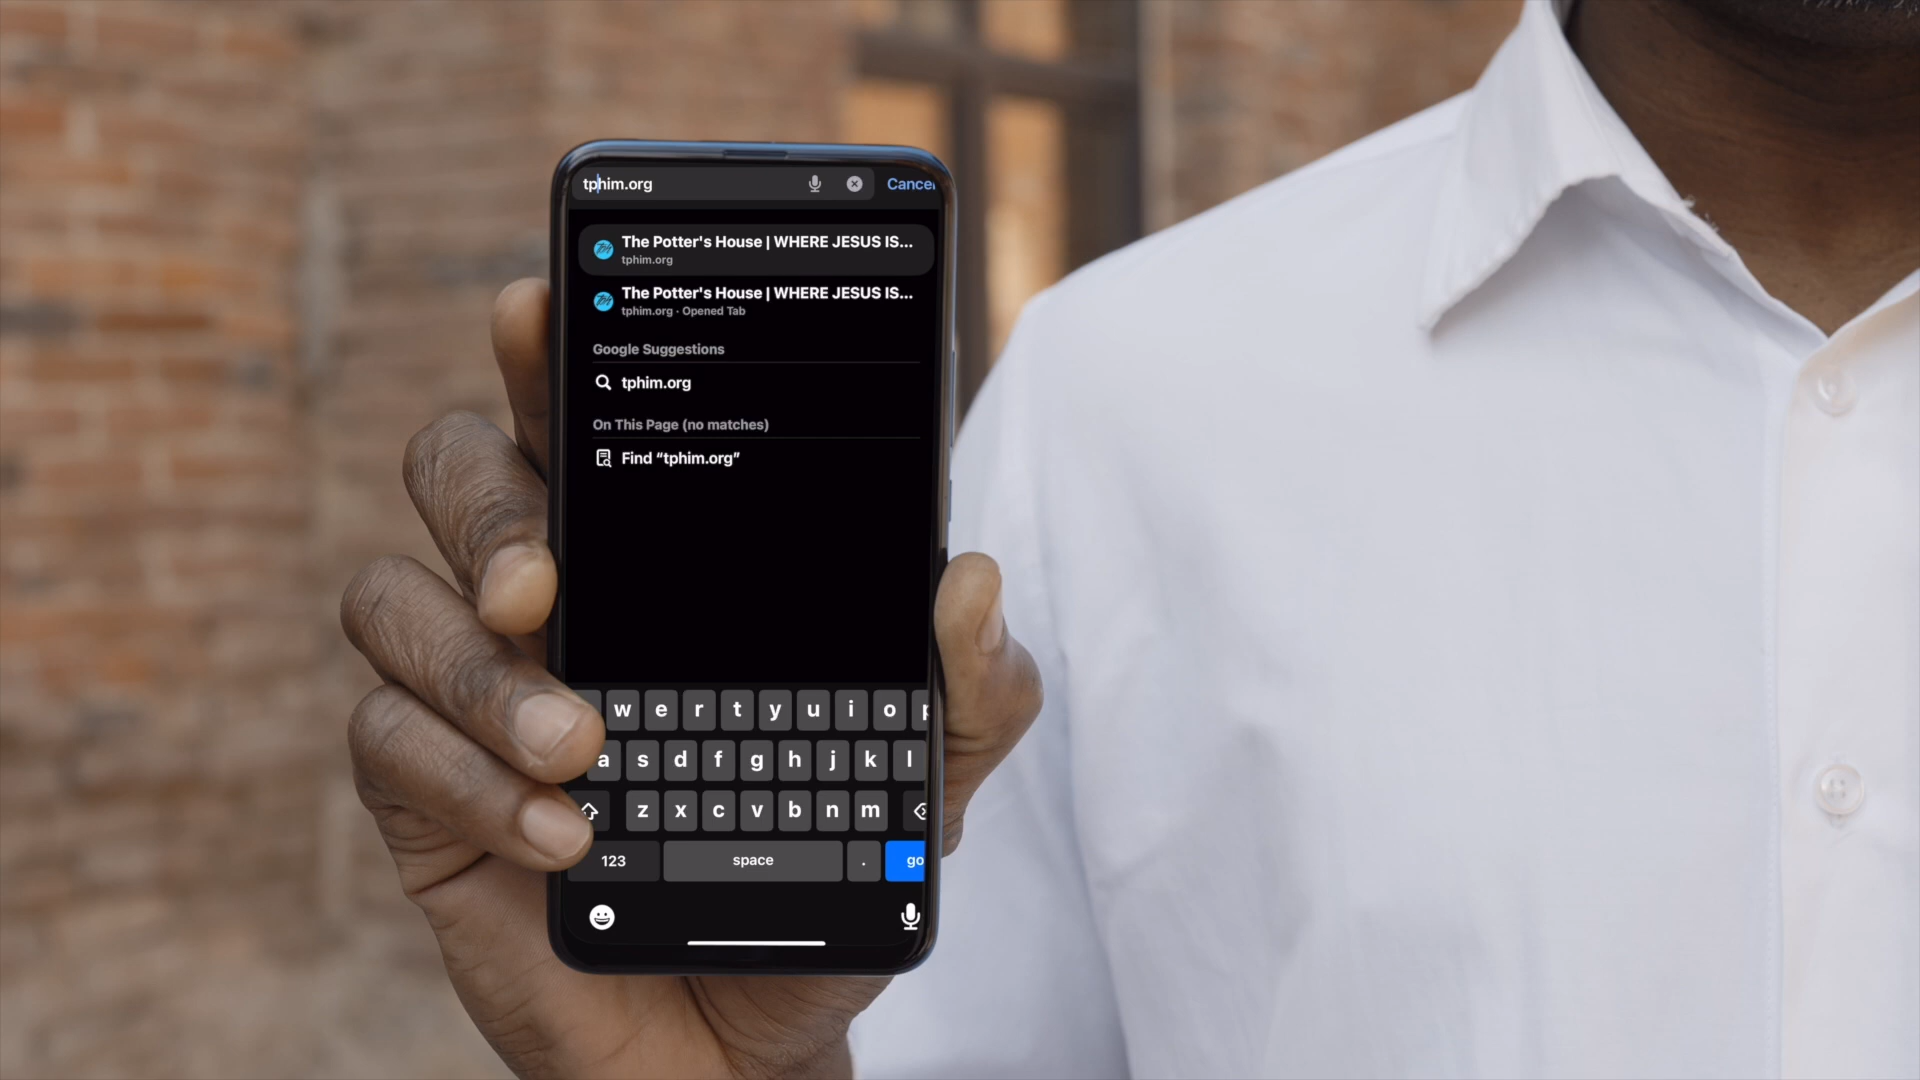 tphim.org
Cancel
The Potter's House | WHERE JESUS IS...
tphim.org
The Potter's House | WHERE JESUS IS...
tphim.org · Opened Tab
Google Suggestions
tphim.org
On This Page (no matches)
Find “tphim.org”
w e r t y u i o p
a s d f g h j k l
z x c v b n m
123 space . go